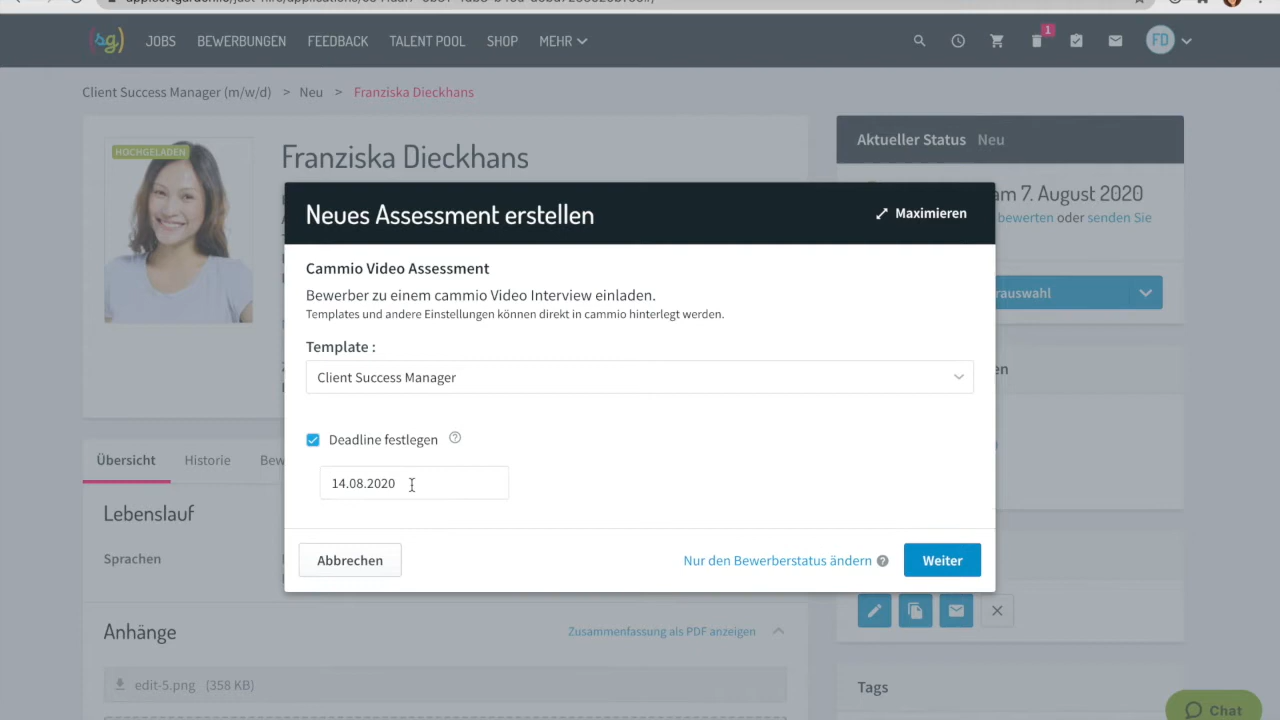 sg
JOBS
BEWERBUNGEN
FEEDBACK
TALENT POOL
SHOP
MEHR
1
FD
Client Success Manager (m/w/d) > Neu > Franziska Dieckhans
HOCHGELADEN
Franziska Dieckhans
Aktueller Status Neu
am 7. August 2020
bewerten oder senden Sie
Neues Assessment erstellen
Maximieren
Cammio Video Assessment
Bewerber zu einem cammio Video Interview einladen.
Templates und andere Einstellungen können direkt in cammio hinterlegt werden.
Template :
Client Success Manager
Deadline festlegen
14.08.2020
Abbrechen
Nur den Bewerberstatus ändern
Weiter
Übersicht
Historie
Lebenslauf
Sprachen
Anhänge
Zusammenfassung als PDF anzeigen
edit-5.png (358 KB)
Tags
Chat